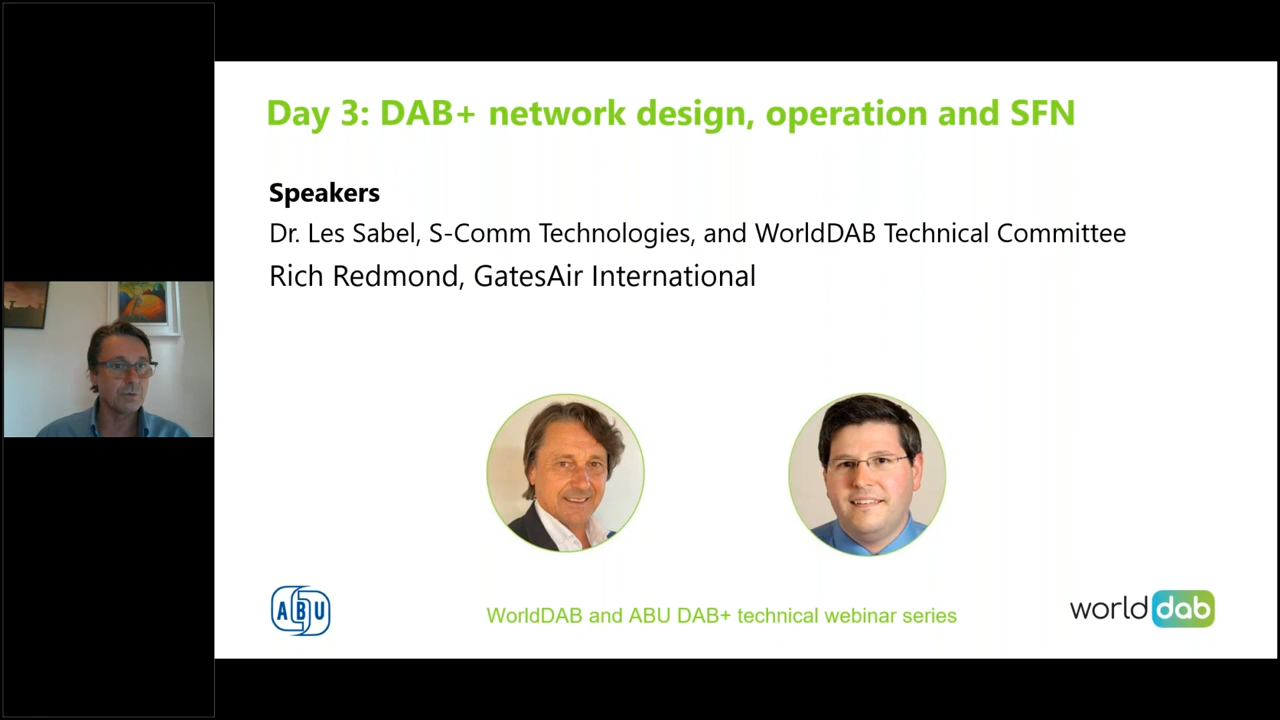 Day 3: DAB+ network design, operation and SFN
Speakers
Dr. Les Sabel, S-Comm Technologies, and WorldDAB Technical Committee
Rich Redmond, GatesAir International
ABU
WorldDAB and ABU DAB+ technical webinar series
world dab